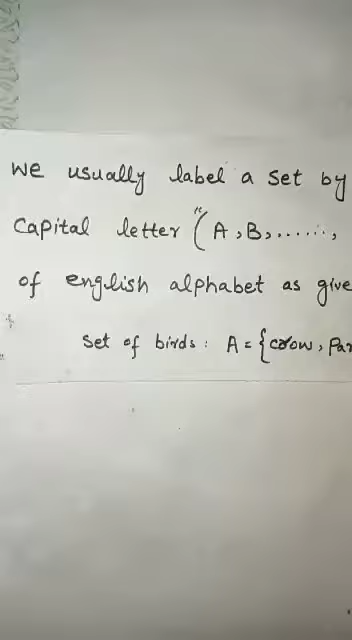 we usually label a set by
Capital letter "(A,B,......,
of english alphabet as give
set of birds: A = {crow, Par